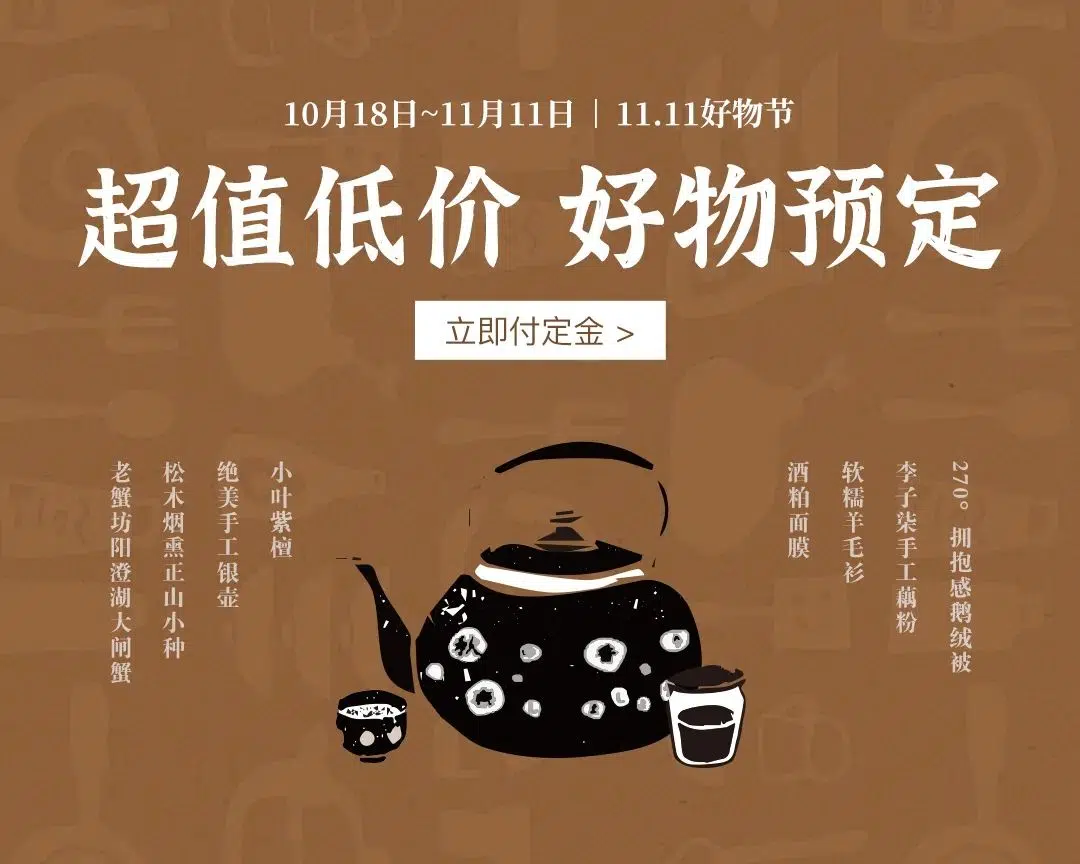 10月18日~11月11日 | 11.11好物节
超值低价 好物预定
立即付定金 >
270° 拥抱感鹅绒被
李子柒手工藕粉
软糯羊毛衫
酒粕面膜
小叶紫檀
绝美手工银壶
松木烟熏正山小种
老蟹坊阳澄湖大闸蟹